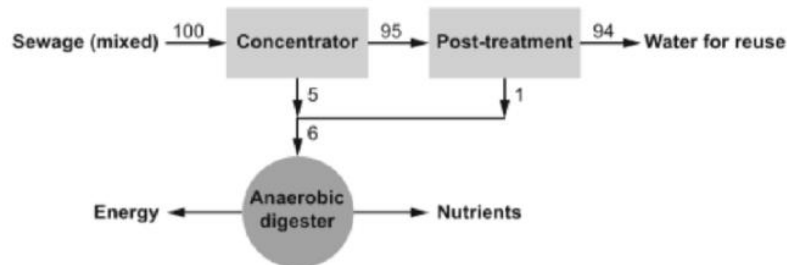 Sewage (mixed) 100 Concentrator 95 Post-treatment 94 Water for reuse
5 1
6
Anaerobic
Energy Nutrients
digester